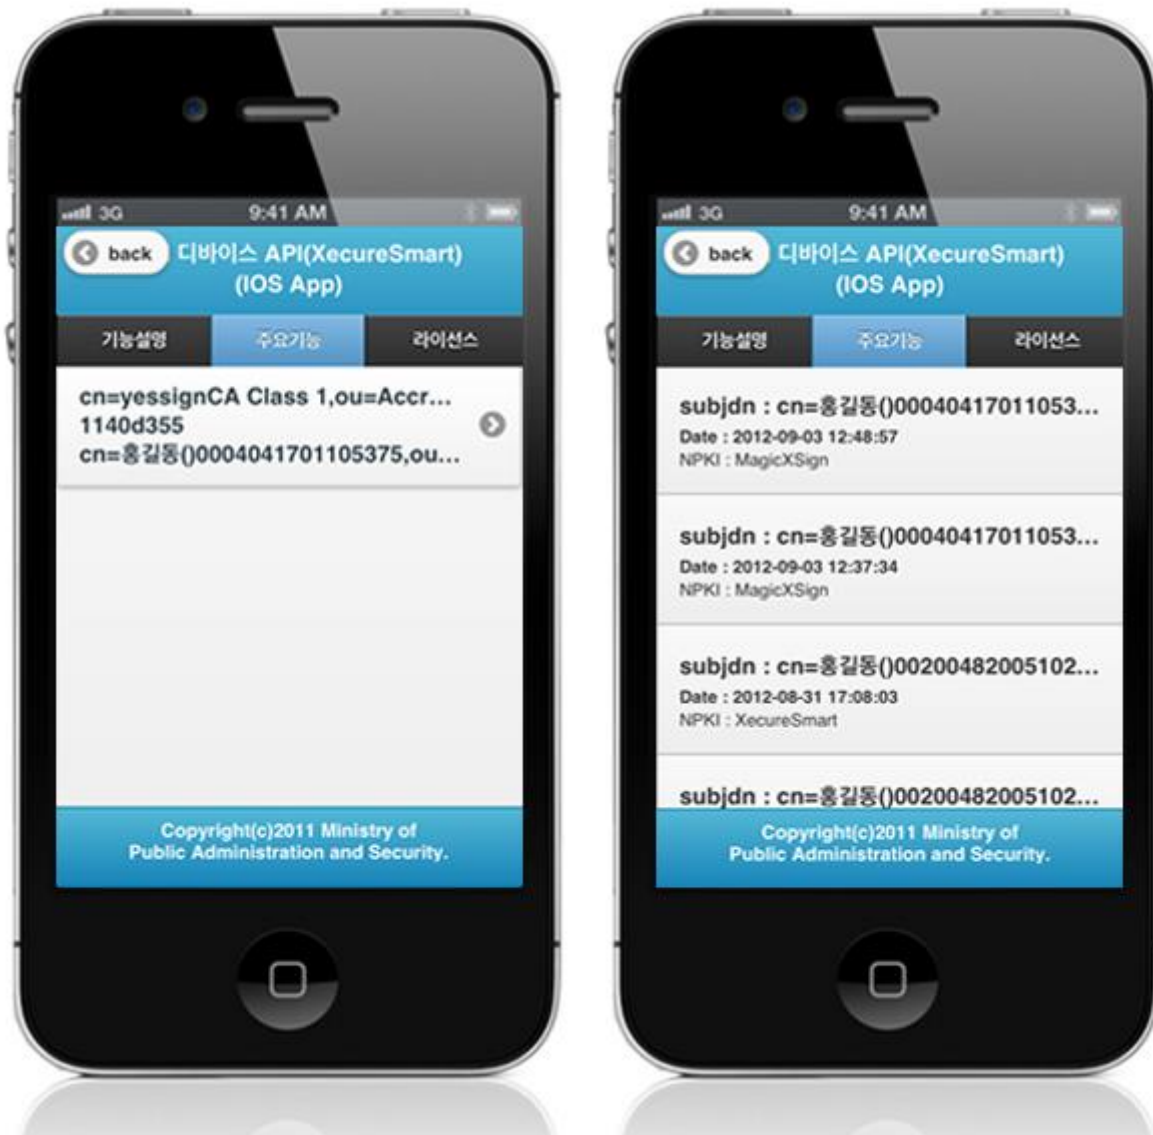 3G 9:41 AM
back 디바이스 API(XecureSmart)
(IOS App)
기능설명 주요기능 라이선스
cn=yessignCA Class 1,ou=Accr...
1140d355
cn=홍길동()0004041701105375,ou...
Copyright(c)2011 Ministry of
Public Administration and Security.
3G 9:41 AM
back 디바이스 API(XecureSmart)
(IOS App)
기능설명 주요기능 라이선스
subjdn : cn=홍길동()00040417011053...
Date : 2012-09-03 12:48:57
NPKI : MagicXSign
subjdn : cn=홍길동()00040417011053...
Date : 2012-09-03 12:37:34
NPKI : MagicXSign
subjdn : cn=홍길동()00200482005102...
Date : 2012-08-31 17:08:03
NPKI : XecureSmart
subjdn : cn=홍길동()00200482005102...
Copyright(c)2011 Ministry of
Public Administration and Security.